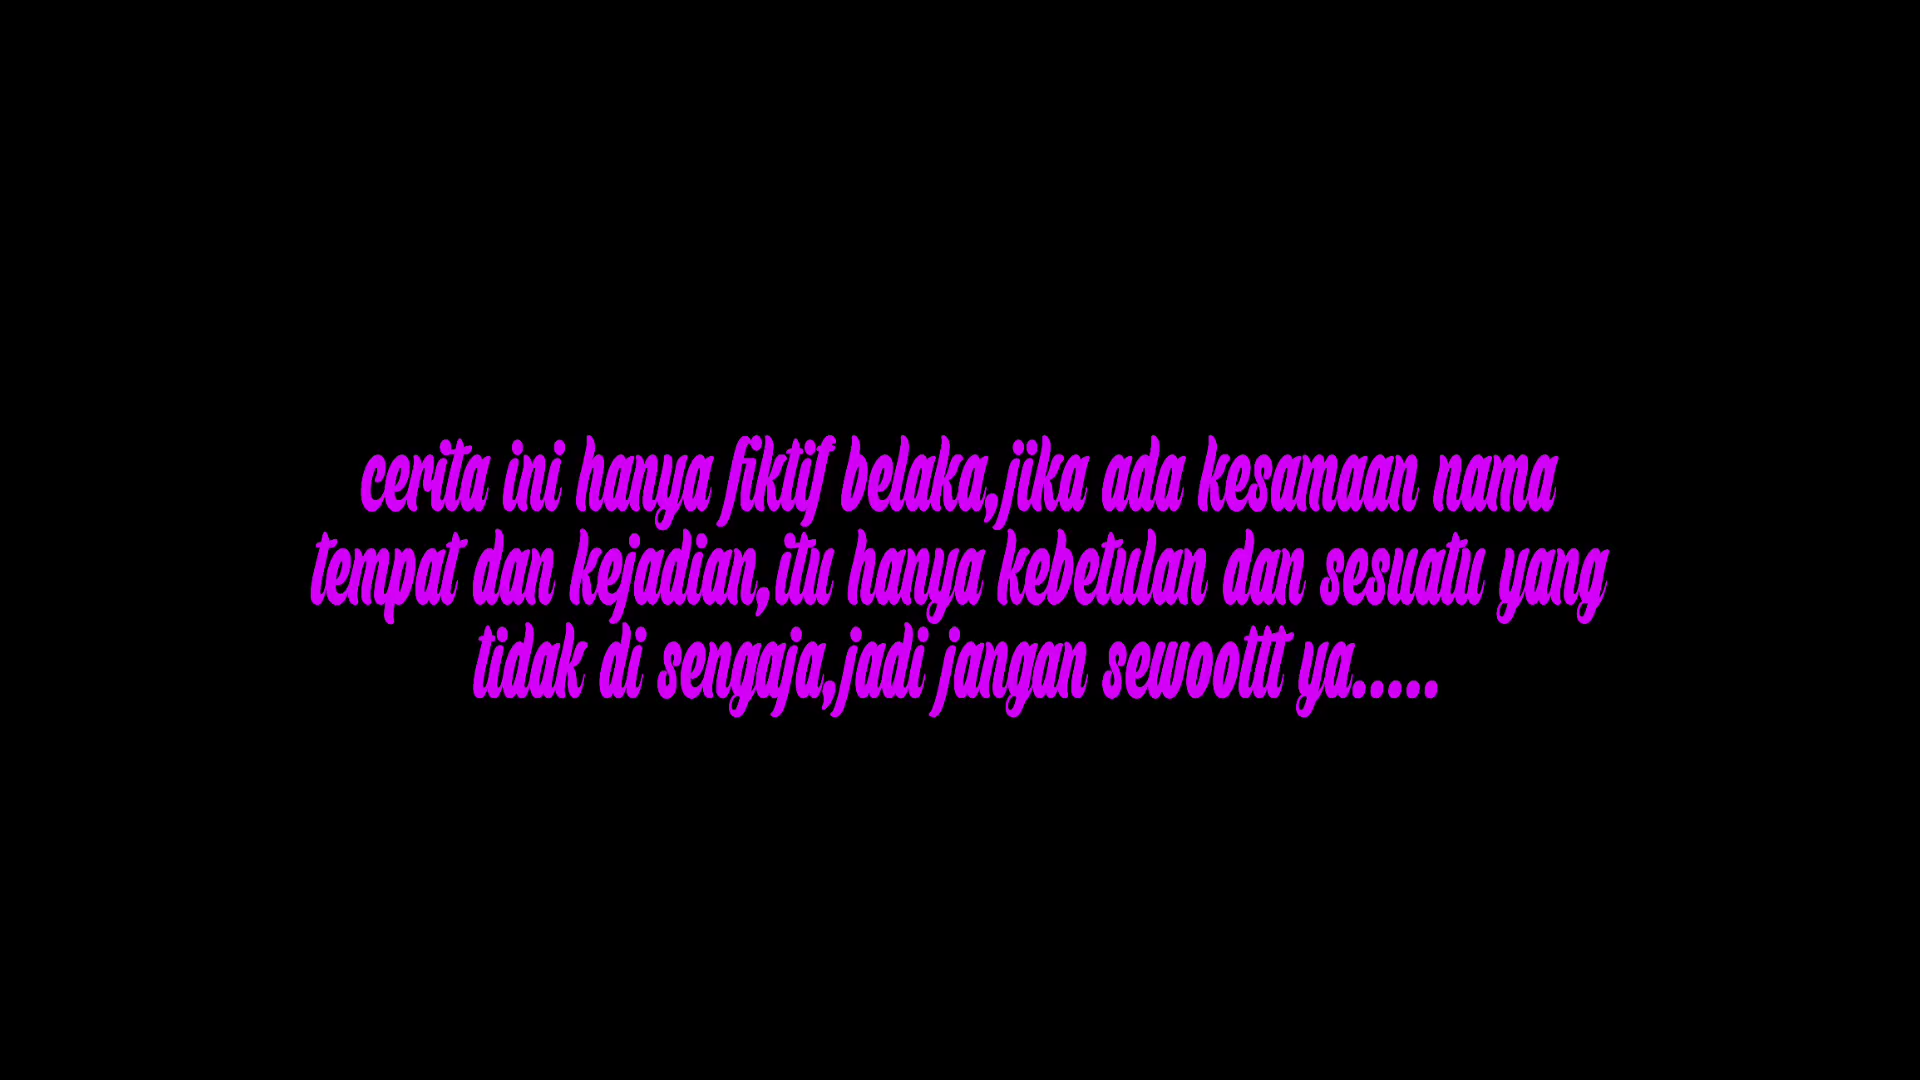 cerita ini hanya fiktif belaka,jika ada kesamaan nama
tempat dan kejadian,itu hanya kebetulan dan sesuatu yang
tidak di sengaja,jadi jangan sewoottt ya.....